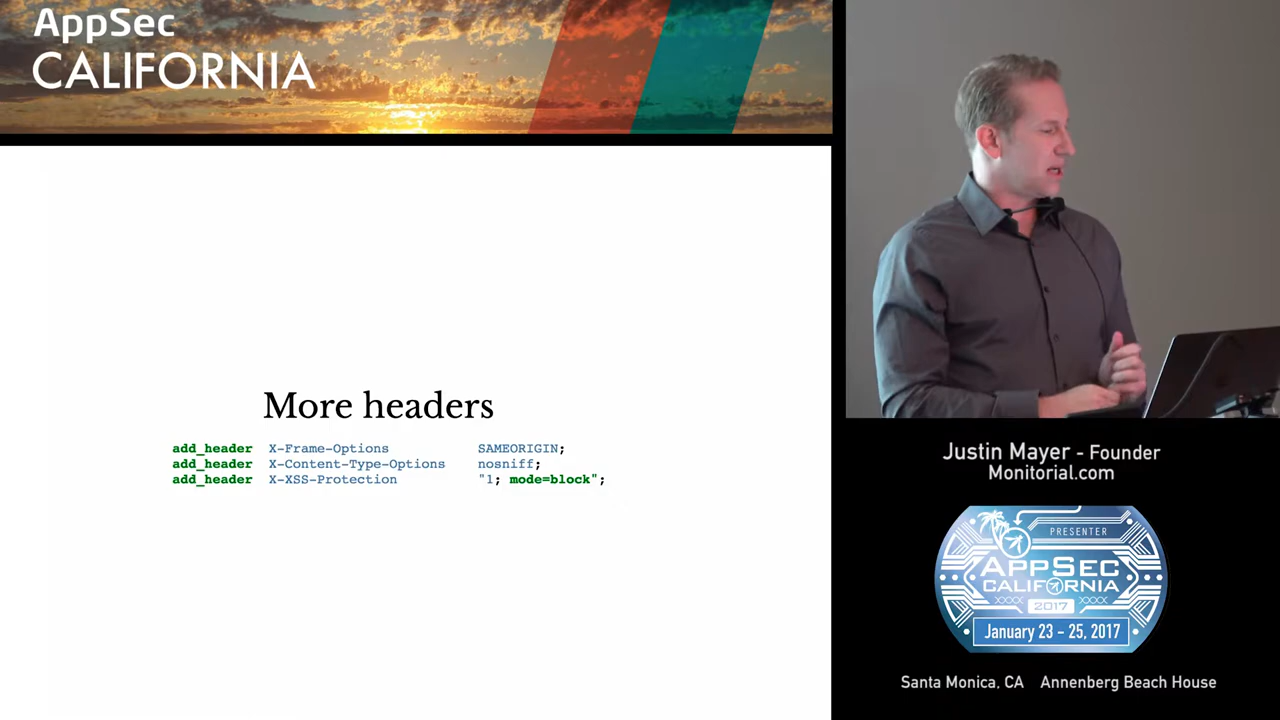 AppSec
CALIFORNIA
More headers
add_header X-Frame-Options SAMEORIGIN;
add_header X-Content-Type-Options nosniff;
add_header X-XSS-Protection "1; mode=block";
Justin Mayer - Founder
Monitorial.com
PRESENTER
APPSEC
CALIFORNIA
2017
January 23 - 25, 2017
Santa Monica, CA Annenberg Beach House